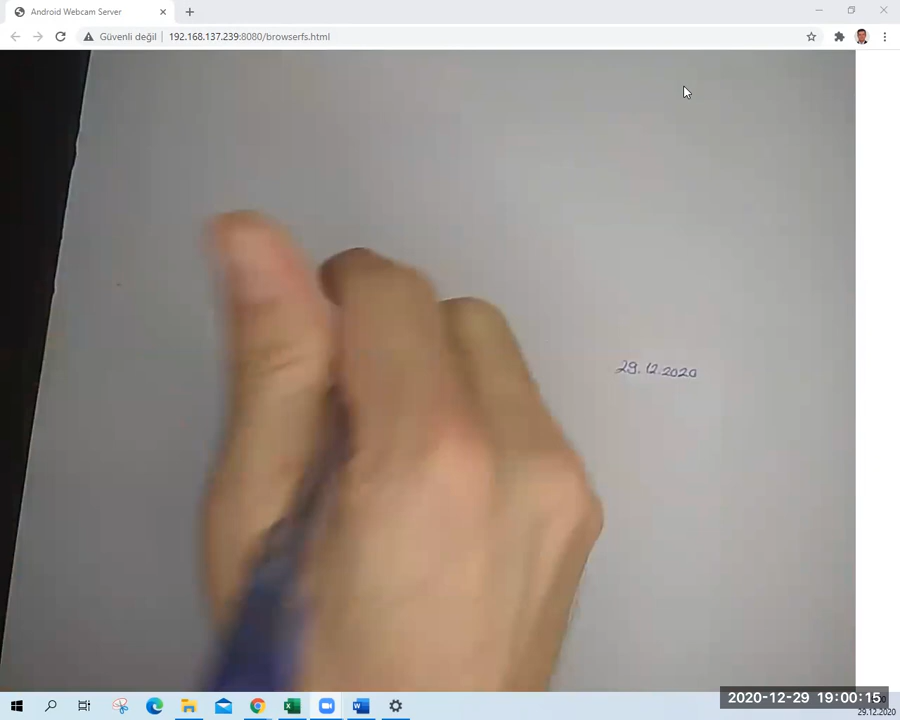 Android Webcam Server
Güvenli değil
192.168.137.239:8080/browserfs.html
29.12.2020
2020-12-29 19:00:15
29.12.2020